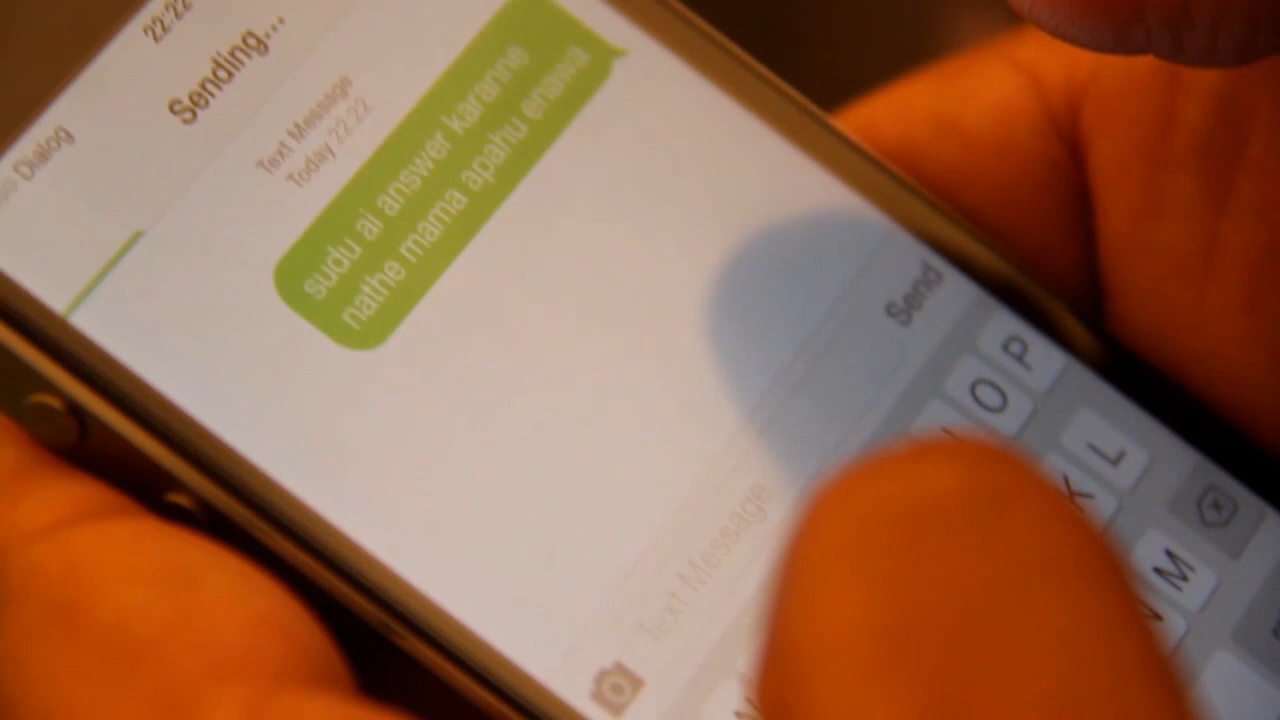 22:22
Dialog
Sending...
Text Message
Today 22:22
sudu ai answer karanne
nathe mama apahu enawa
Text Message
Send
O P
K L
M